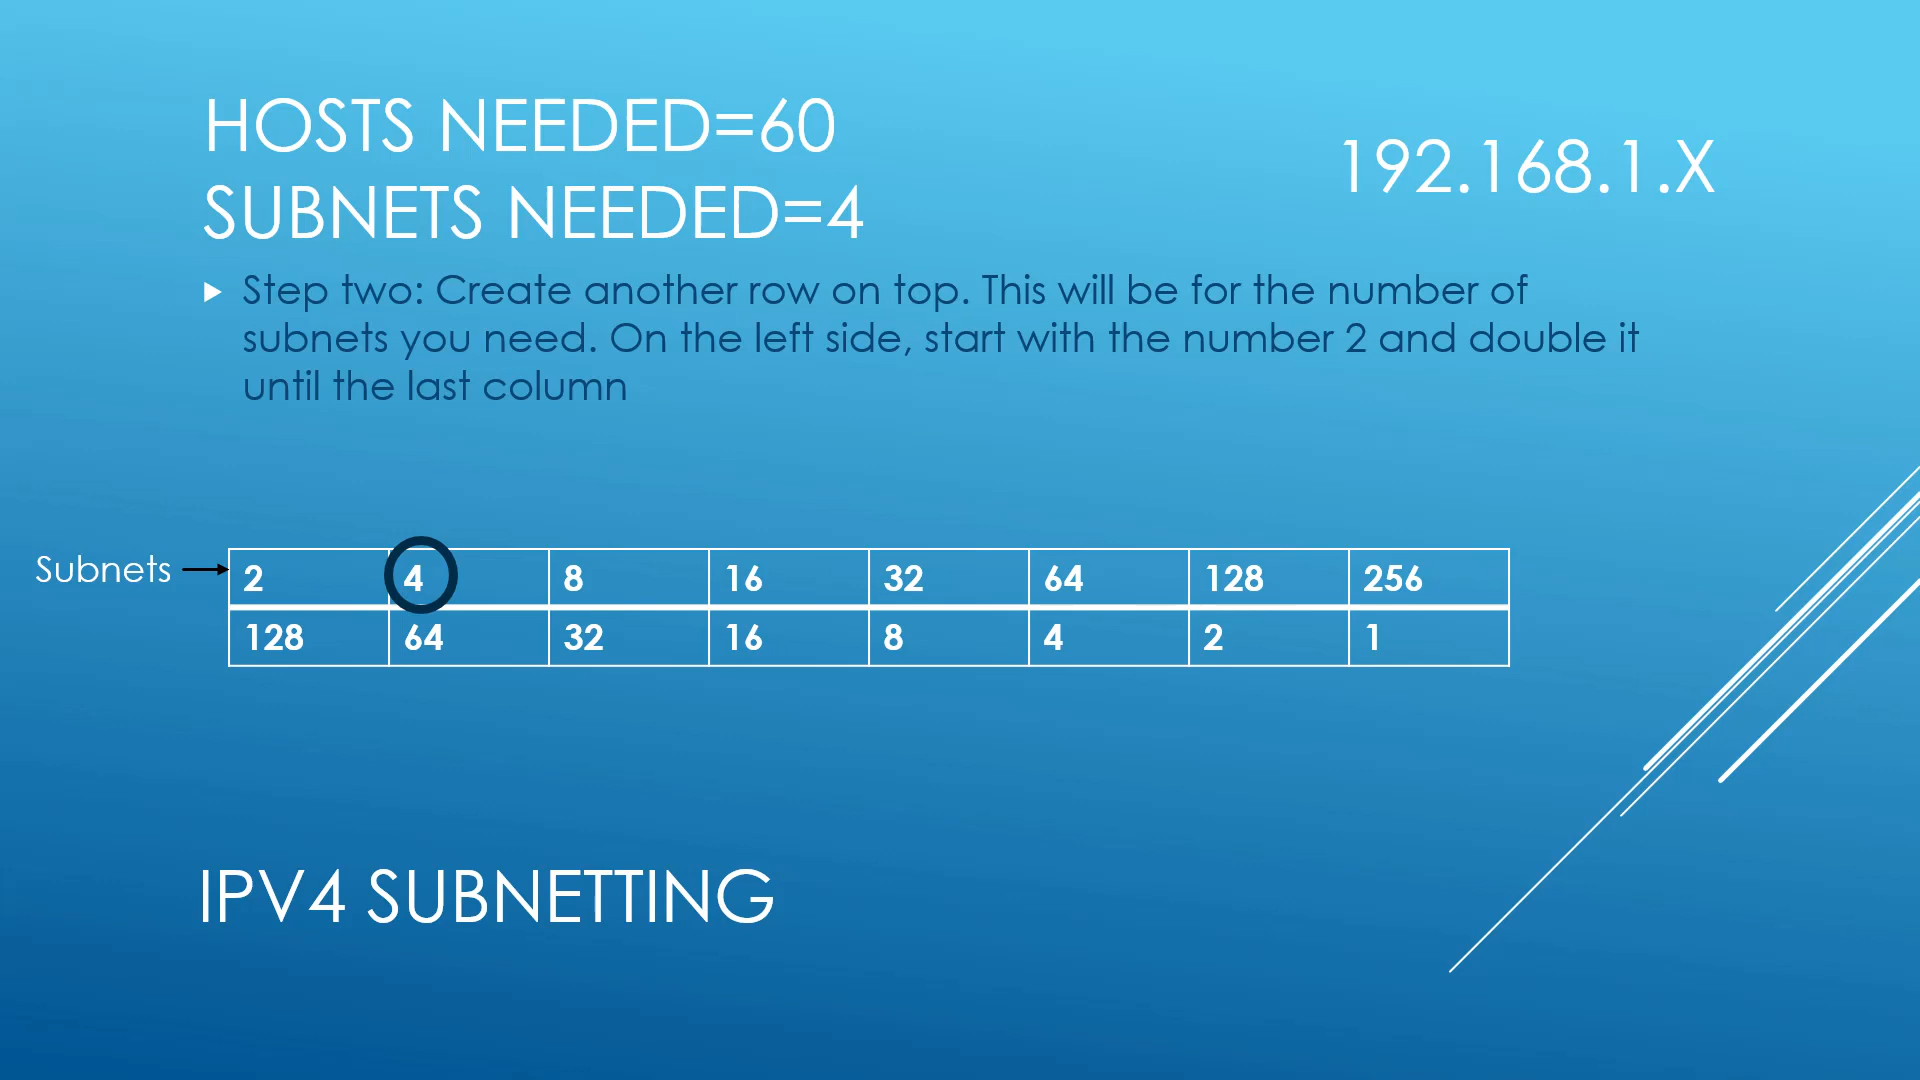 HOSTS NEEDED=60
SUBNETS NEEDED=4
192.168.1.X
Step two: Create another row on top. This will be for the number of
subnets you need. On the left side, start with the number 2 and double it
until the last column
Subnets
2 4 8 16 32 64 128 256
128 64 32 16 8 4 2 1
IPV4 SUBNETTING